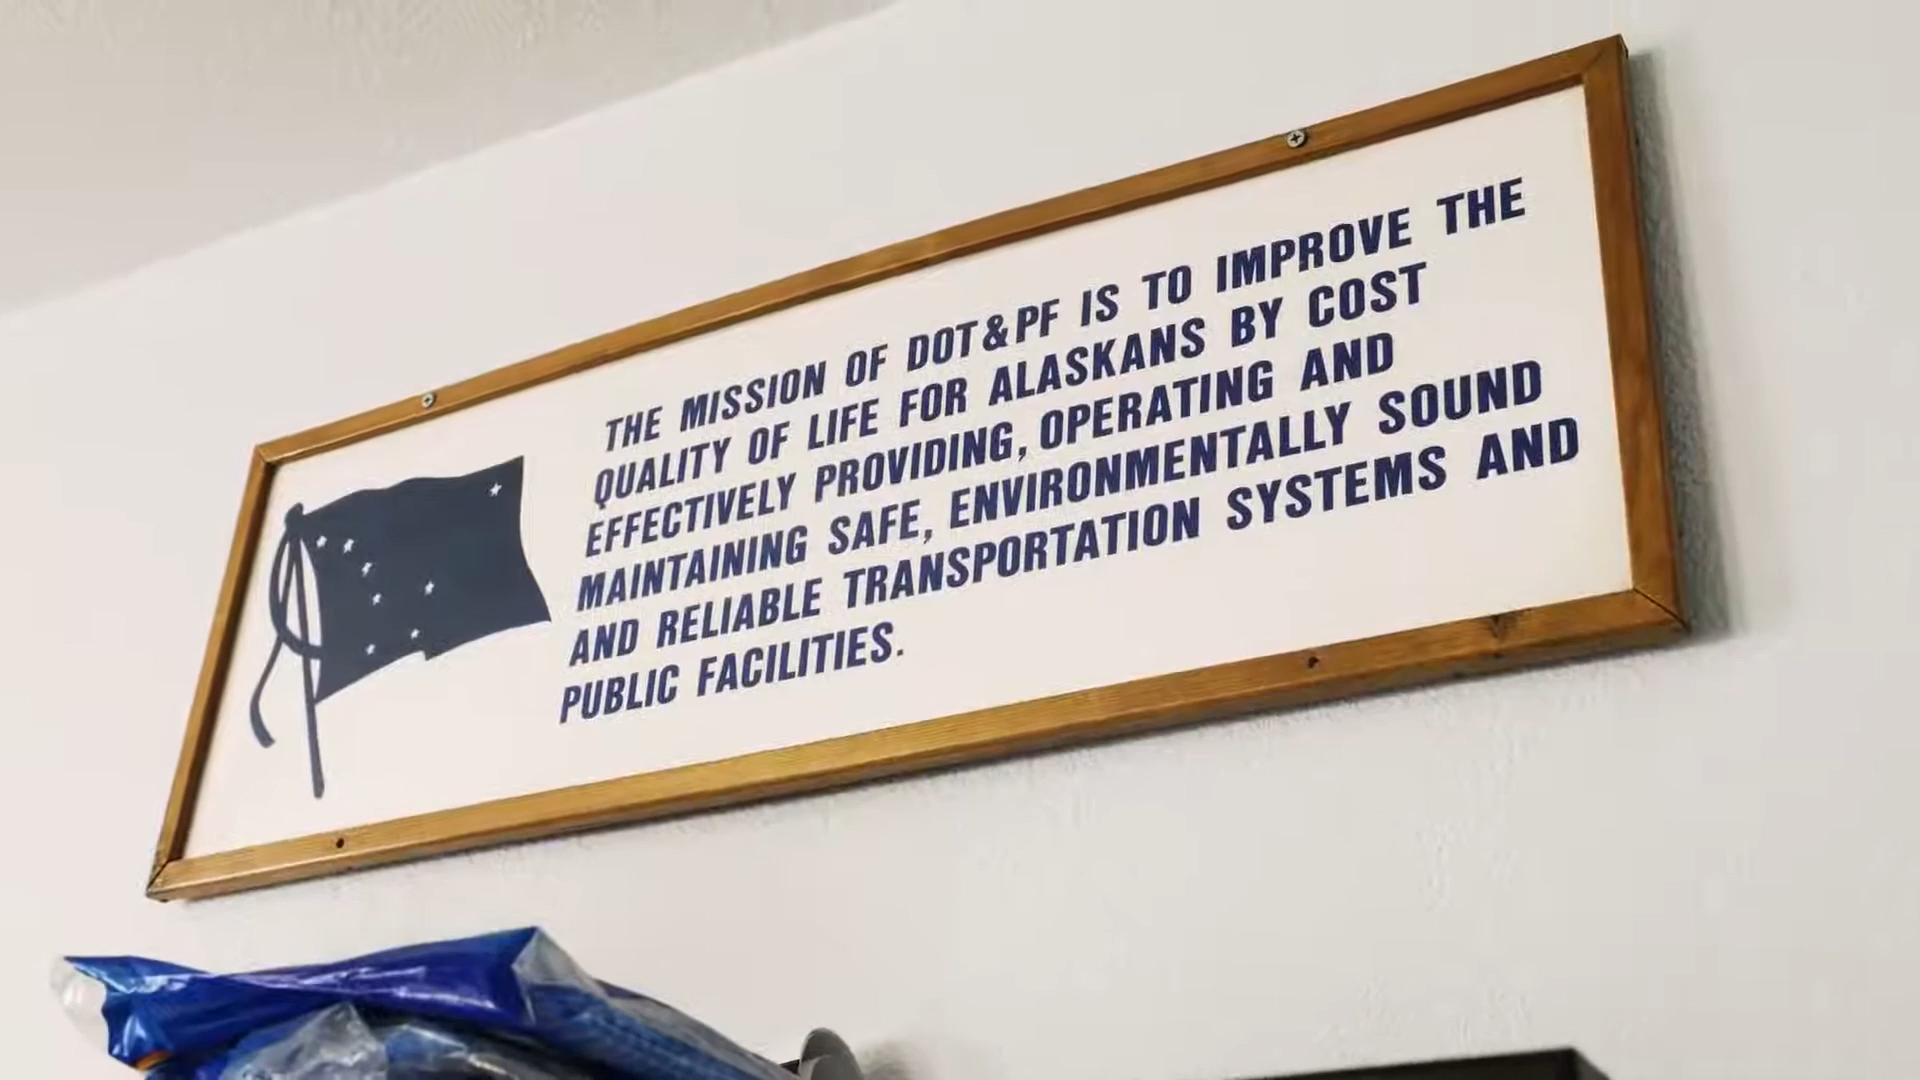 THE MISSION OF DOT&PF IS TO IMPROVE THE
QUALITY OF LIFE FOR ALASKANS BY COST
EFFECTIVELY PROVIDING, OPERATING AND
MAINTAINING SAFE, ENVIRONMENTALLY SOUND
AND RELIABLE TRANSPORTATION SYSTEMS AND
PUBLIC FACILITIES.